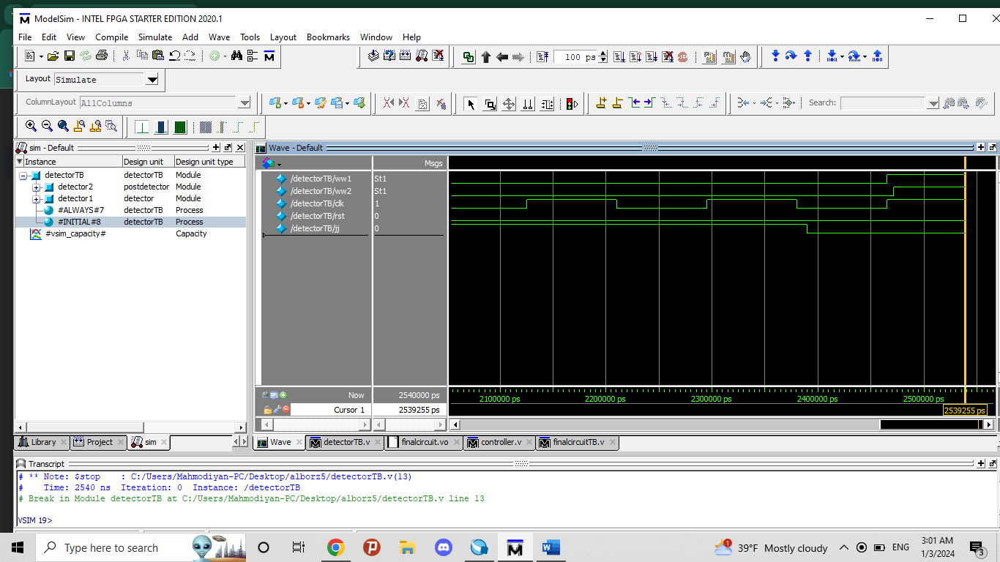 ModelSim - INTEL FPGA STARTER EDITION 2020.1
File Edit View Compile Simulate Add Wave Tools Layout Bookmarks Window Help
100 ps
Layout Simulate
ColumnLayout AllColumns
Search:
sim - Default
Instance Design unit Design unit type
detectorTB detectorTB Module
detector2 postdetector Module
detector1 detector Module
#ALWAYS#7 detectorTB Process
#INITIAL#8 detectorTB Process
#vsim_capacity# Capacity
Wave - Default
Msgs
/detectorTB/ww1 St1
/detectorTB/ww2 St1
/detectorTB/clk 1
/detectorTB/rst 0
/detectorTB/jj 0
Now 2540000 ps
Cursor 1 2539255 ps
2100000 ps 2200000 ps 2300000 ps 2400000 ps 2500000 ps
2539255 ps
Library Project sim
Wave detectorTB.v finalcircuit.vo controller.v finalcircuitTB.v
Transcript
# ** Note: $stop : C:/Users/Mahmodiyan-PC/Desktop/alborz5/detectorTB.v(13)
# Time: 2540 ns Iteration: 0 Instance: /detectorTB
# Break in Module detectorTB at C:/Users/Mahmodiyan-PC/Desktop/alborz5/detectorTB.v line 13
VSIM 19>
Type here to search
1
39°F Mostly cloudy
ENG
3:01 AM
1/3/2024
3